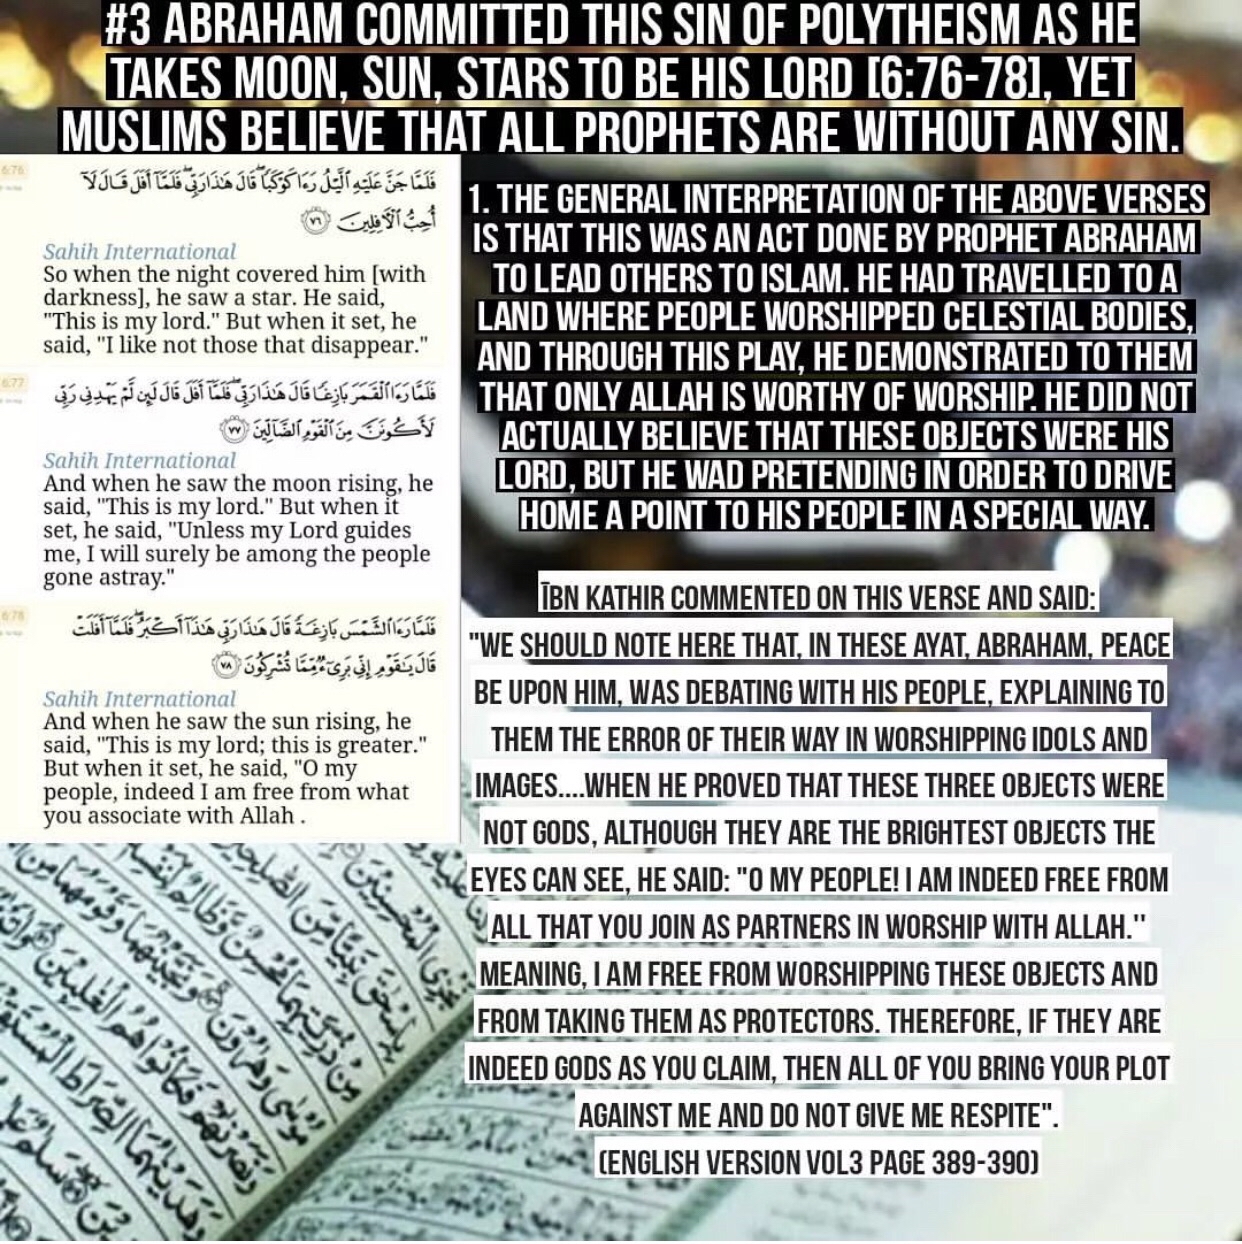 #3 ABRAHAM COMMITTED THIS SIN OF POLYTHEISM AS HE
TAKES MOON, SUN, STARS TO BE HIS LORD [6:76-78], YET
MUSLIMS BELIEVE THAT ALL PROPHETS ARE WITHOUT ANY SIN.
6:76
فَلَمَّا جَنَّ عَلَيْهِ ٱلَّيْلُ رَءَا كَوْكَبًا ۖ قَالَ هَـٰذَا رَبِّى ۖ فَلَمَّآ أَفَلَ قَالَ لَآ
أُحِبُّ ٱلْـَٔافِلِينَ ٧٦
Sahih International
So when the night covered him [with
darkness], he saw a star. He said,
"This is my lord." But when it set, he
said, "I like not those that disappear."
6:77
فَلَمَّا رَءَا ٱلْقَمَرَ بَازِغًا قَالَ هَـٰذَا رَبِّى ۖ فَلَمَّآ أَفَلَ قَالَ لَئِن لَّمْ يَهْدِنِى رَبِّى
لَأَكُونَنَّ مِنَ ٱلْقَوْمِ ٱلضَّآلِّينَ ٧٧
Sahih International
And when he saw the moon rising, he
said, "This is my lord." But when it
set, he said, "Unless my Lord guides
me, I will surely be among the people
gone astray."
6:78
فَلَمَّا رَءَا ٱلشَّمْسَ بَازِغَةً قَالَ هَـٰذَا رَبِّى هَـٰذَآ أَكْبَرُ ۖ فَلَمَّآ أَفَلَتْ
قَالَ يَـٰقَوْمِ إِنِّى بَرِىٓءٌ مِّمَّا تُشْرِكُونَ ٧٨
Sahih International
And when he saw the sun rising, he
said, "This is my lord; this is greater."
But when it set, he said, "O my
people, indeed I am free from what
you associate with Allah .
1. THE GENERAL INTERPRETATION OF THE ABOVE VERSES
IS THAT THIS WAS AN ACT DONE BY PROPHET ABRAHAM
TO LEAD OTHERS TO ISLAM. HE HAD TRAVELLED TO A
LAND WHERE PEOPLE WORSHIPPED CELESTIAL BODIES,
AND THROUGH THIS PLAY, HE DEMONSTRATED TO THEM
THAT ONLY ALLAH IS WORTHY OF WORSHIP. HE DID NOT
ACTUALLY BELIEVE THAT THESE OBJECTS WERE HIS
LORD, BUT HE WAD PRETENDING IN ORDER TO DRIVE
HOME A POINT TO HIS PEOPLE IN A SPECIAL WAY.
ĪBN KATHIR COMMENTED ON THIS VERSE AND SAID:
"WE SHOULD NOTE HERE THAT, IN THESE AYAT, ABRAHAM, PEACE
BE UPON HIM, WAS DEBATING WITH HIS PEOPLE, EXPLAINING TO
THEM THE ERROR OF THEIR WAY IN WORSHIPPING IDOLS AND
IMAGES....WHEN HE PROVED THAT THESE THREE OBJECTS WERE
NOT GODS, ALTHOUGH THEY ARE THE BRIGHTEST OBJECTS THE
EYES CAN SEE, HE SAID: "O MY PEOPLE! I AM INDEED FREE FROM
ALL THAT YOU JOIN AS PARTNERS IN WORSHIP WITH ALLAH.''
MEANING, I AM FREE FROM WORSHIPPING THESE OBJECTS AND
FROM TAKING THEM AS PROTECTORS. THEREFORE, IF THEY ARE
INDEED GODS AS YOU CLAIM, THEN ALL OF YOU BRING YOUR PLOT
AGAINST ME AND DO NOT GIVE ME RESPITE".
(ENGLISH VERSION VOL3 PAGE 389-390)